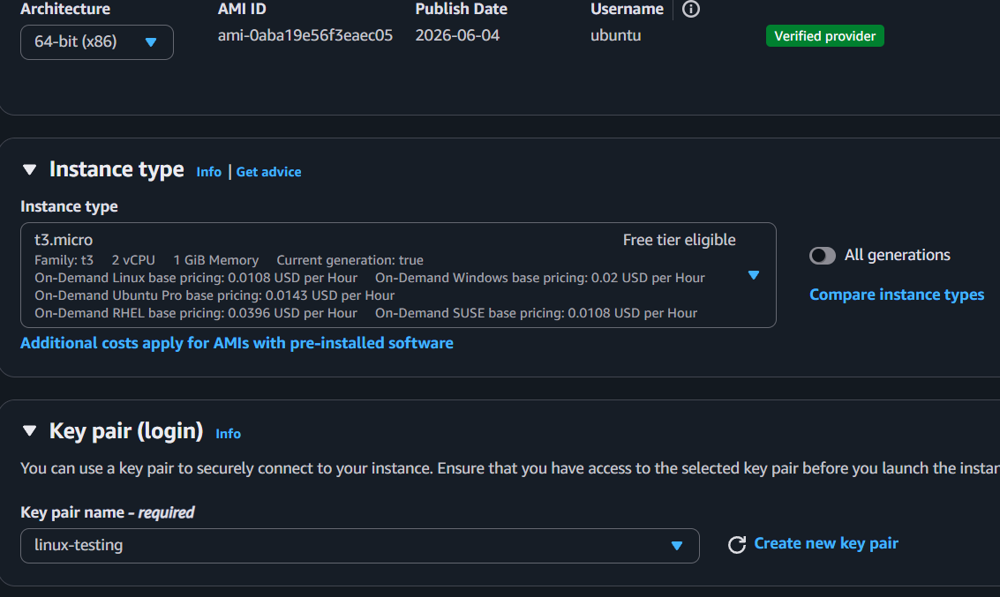 Architecture AMI ID Publish Date Username
64-bit (x86) ami-0aba19e56f3eaec05 2026-06-04 ubuntu Verified provider
Instance type Info | Get advice
Instance type
t3.micro Free tier eligible
Family: t3 2 vCPU 1 GiB Memory Current generation: true
On-Demand Linux base pricing: 0.0108 USD per Hour On-Demand Windows base pricing: 0.02 USD per Hour
On-Demand Ubuntu Pro base pricing: 0.0143 USD per Hour
On-Demand RHEL base pricing: 0.0396 USD per Hour On-Demand SUSE base pricing: 0.0108 USD per Hour
All generations
Compare instance types
Additional costs apply for AMIs with pre-installed software
Key pair (login) Info
You can use a key pair to securely connect to your instance. Ensure that you have access to the selected key pair before you launch the instan
Key pair name - required
linux-testing Create new key pair